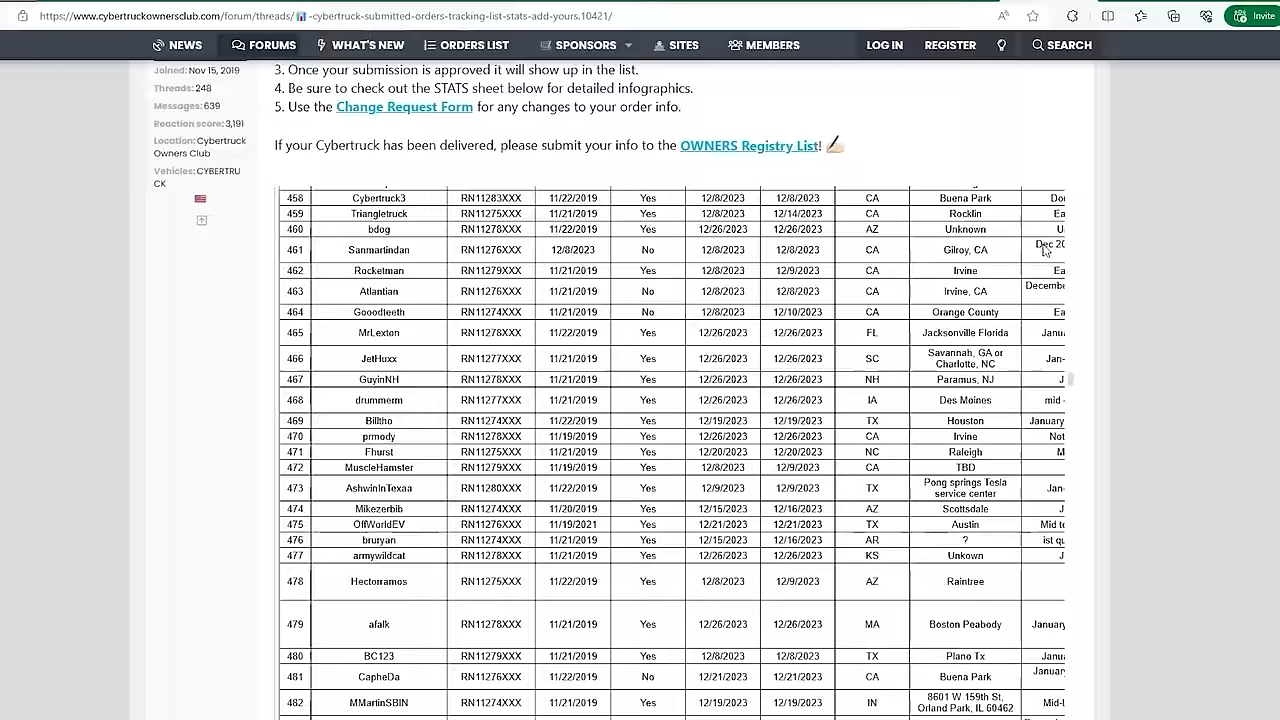 https://www.cybertruckownersclub.com/forum/threads/📊-cybertruck-submitted-orders-tracking-list-stats-add-yours.10421/
Invite
NEWS FORUMS WHAT'S NEW ORDERS LIST SPONSORS SITES MEMBERS LOG IN REGISTER SEARCH
Joined: Nov 15, 2019
Threads: 248
Messages: 639
Reaction score: 3,191
Location: Cybertruck
Owners Club
Vehicles: CYBERTRU
CK
3. Once your submission is approved it will show up in the list.
4. Be sure to check out the STATS sheet below for detailed infographics.
5. Use the Change Request Form for any changes to your order info.
If your Cybertruck has been delivered, please submit your info to the OWNERS Registry List! ✍🏻
458 Cybertruck3 RN11283XXX 11/22/2019 Yes 12/8/2023 12/8/2023 CA Buena Park Do
459 Triangletruck RN11275XXX 11/21/2019 Yes 12/8/2023 12/14/2023 CA Rocklin Ea
460 bdog RN11278XXX 11/22/2019 Yes 12/26/2023 12/26/2023 AZ Unknown U
461 Sanmartindan RN11276XXX 12/8/2023 No 12/8/2023 12/8/2023 CA Gilroy, CA Dec 20
462 Rocketman RN11279XXX 11/21/2019 Yes 12/8/2023 12/9/2023 CA Irvine Ea
463 Atlantian RN11276XXX 11/21/2019 No 12/8/2023 12/8/2023 CA Irvine, CA December
464 Gooodteeth RN11274XXX 11/21/2019 No 12/8/2023 12/10/2023 CA Orange County Ea
465 MrLexton RN11278XXX 11/22/2019 Yes 12/26/2023 12/26/2023 FL Jacksonville Florida Janu
466 JetHuxx RN11277XXX 11/21/2019 Yes 12/26/2023 12/26/2023 SC Savannah, GA or Jan-
Charlotte, NC
467 GuyinNH RN11278XXX 11/21/2019 Yes 12/26/2023 12/26/2023 NH Paramus, NJ J
468 drummerm RN11277XXX 11/21/2019 Yes 12/26/2023 12/26/2023 IA Des Moines mid
469 Billtho RN11274XXX 11/22/2019 Yes 12/19/2023 12/19/2023 TX Houston January
470 prmody RN11278XXX 11/19/2019 Yes 12/26/2023 12/26/2023 CA Irvine Not
471 Fhurst RN11275XXX 11/21/2019 Yes 12/20/2023 12/20/2023 NC Raleigh M
472 MuscleHamster RN11279XXX 11/19/2019 Yes 12/8/2023 12/9/2023 CA TBD
473 AshwinInTexaa RN11280XXX 11/22/2019 Yes 12/9/2023 12/9/2023 TX Pong springs Tesla Jan-
service center
474 Mikezerbib RN11274XXX 11/20/2019 Yes 12/15/2023 12/16/2023 AZ Scottsdale J
475 OffWorldEV RN11276XXX 11/19/2021 Yes 12/21/2023 12/21/2023 TX Austin Mid t
476 bruryan RN11274XXX 11/21/2019 Yes 12/15/2023 12/16/2023 AR ? ist qu
477 armywildcat RN11278XXX 11/21/2019 Yes 12/26/2023 12/26/2023 KS Unkown J
478 Hectorramos RN11275XXX 11/22/2019 Yes 12/8/2023 12/9/2023 AZ Raintree
479 afalk RN11278XXX 11/21/2019 Yes 12/26/2023 12/26/2023 MA Boston Peabody January
480 BC123 RN11279XXX 11/21/2019 Yes 12/8/2023 12/8/2023 TX Plano Tx Janu
481 CapheDa RN11276XXX 11/22/2019 No 12/21/2023 12/21/2023 CA Buena Park January
482 MMartinSBIN RN11274XXX 11/21/2019 Yes 12/19/2023 12/19/2023 IN 8601 W 159th St, Mid-
Orland Park, IL 60462